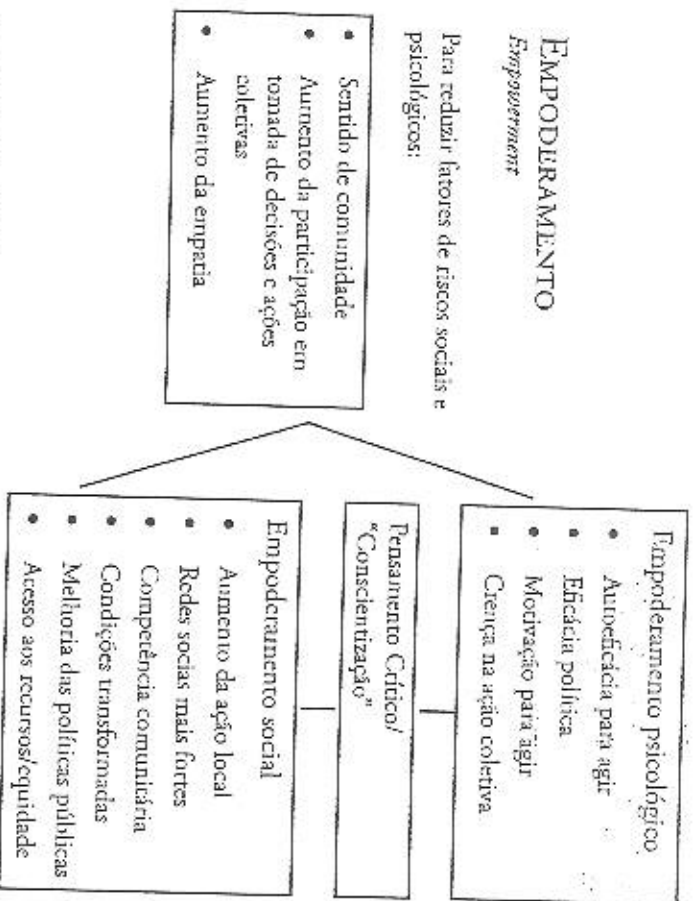 EMPODERAMENTO
Empowerment
Para reduzir fatores de riscos sociais e
psicológicos:
• Sentido de comunidade
• Aumento da participação em
tomada de decisões e ações
coletivas
• Aumento da empatia
Empoderamento psicológico
• Autoeficácia para agir
• Eficácia política
• Motivação para agir
• Crença na ação coletiva
Pensamento Crítico/
"Conscientização"
Empoderamento social
• Aumento da ação local
• Redes socias mais fortes
• Competência comunitária
• Condições transformadas
• Melhoria das políticas públicas
• Acesso aos recursos/equidade